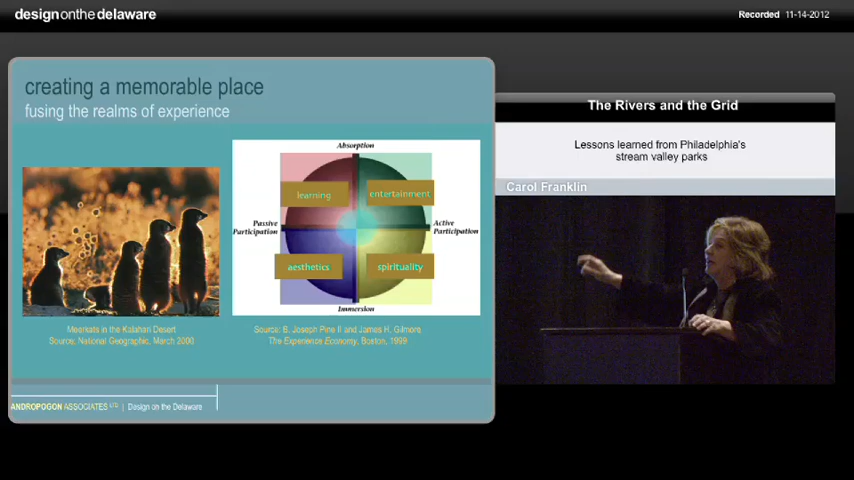 designonthedelaware
Recorded 11-14-2012
creating a memorable place
fusing the realms of experience
Absorption
learning
entertainment
Passive
Participation
Active
Participation
aesthetics
spirituality
Immersion
Meerkats in the Kalahari Desert
Source: National Geographic, March 2000
Source: B. Joseph Pine II and James H. Gilmore
The Experience Economy, Boston, 1999
ANDROPOGON ASSOCIATES LTD | Design on the Delaware
The Rivers and the Grid
Lessons learned from Philadelphia's
stream valley parks
Carol Franklin